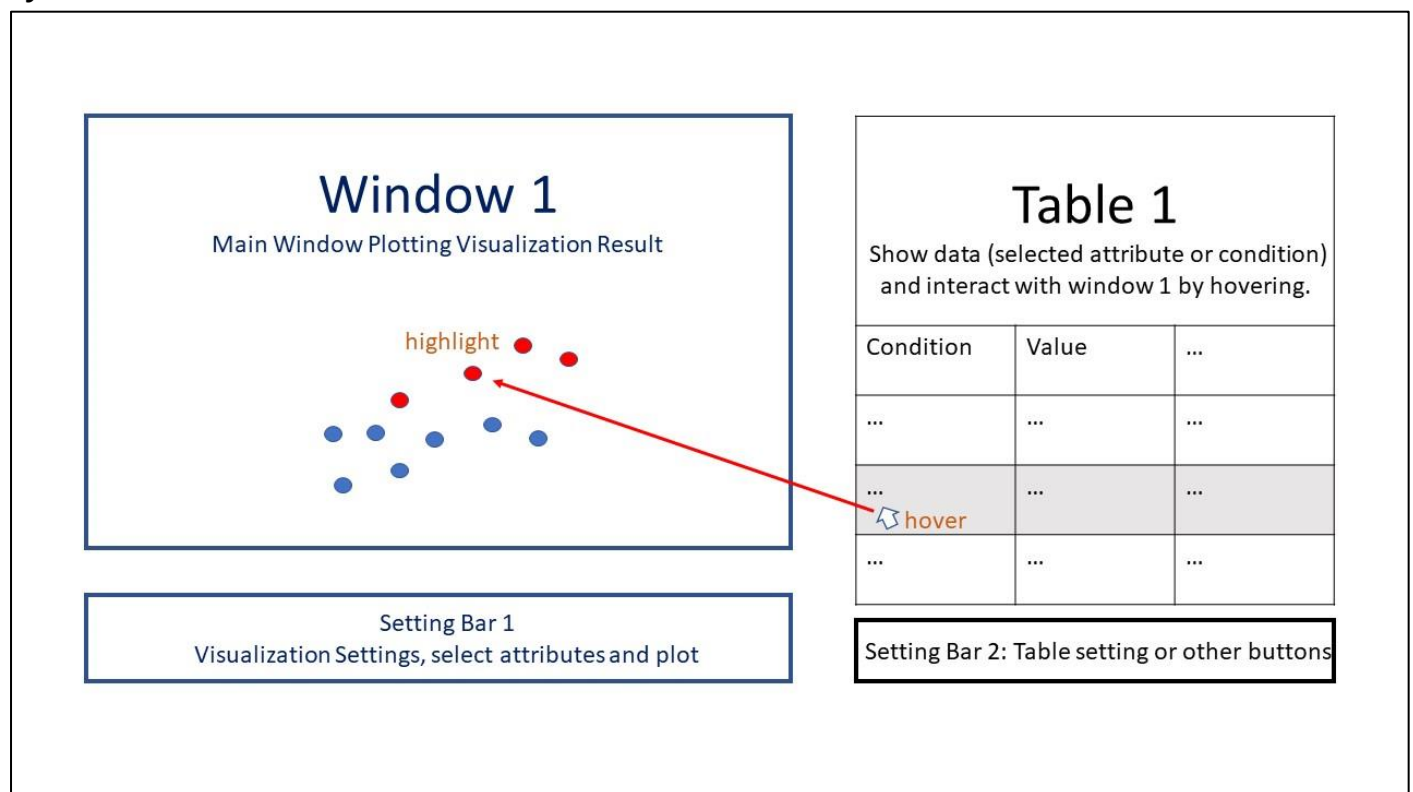 Window 1
Main Window Plotting Visualization Result
highlight
Setting Bar 1
Visualization Settings, select attributes and plot
Table 1
Show data (selected attribute or condition)
and interact with window 1 by hovering.
Condition Value ...
... ... ...
... ... ...
hover
... ... ...
Setting Bar 2: Table setting or other buttons